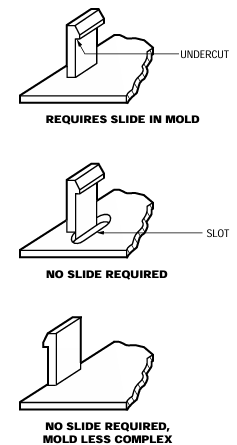 UNDERCUT
REQUIRES SLIDE IN MOLD
SLOT
NO SLIDE REQUIRED
NO SLIDE REQUIRED,
MOLD LESS COMPLEX